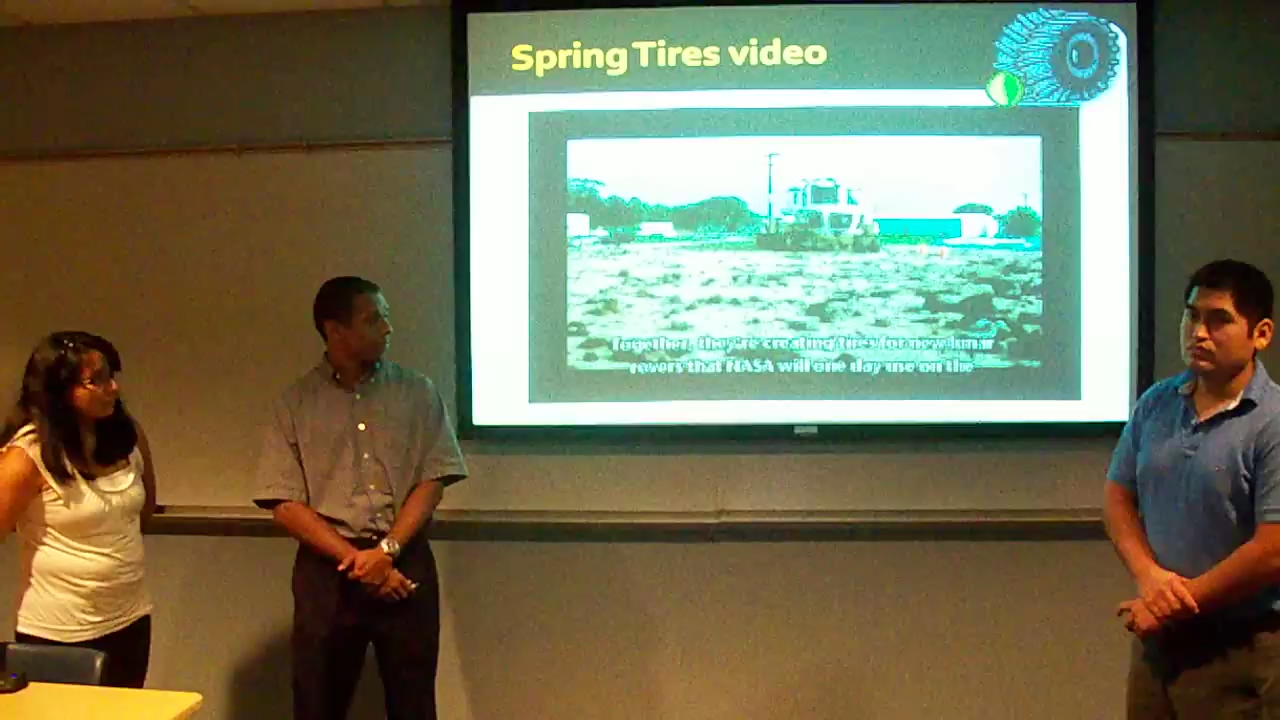 Spring Tires video
Together, they're creating tires for new lunar
rovers that NASA will one day use on the